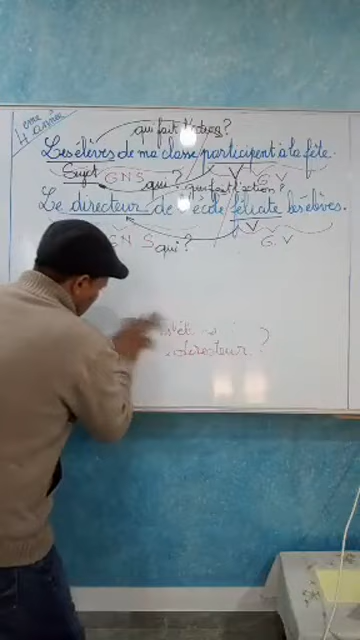 4ème année
qui fait l'action?
Les élèves de ma classe participent à la fête.
Sujet GNS qui? V G V
qui fait l'action?
Le directeur de l'école félicite les élèves.
V
G N S qui? G.V
directeur ?